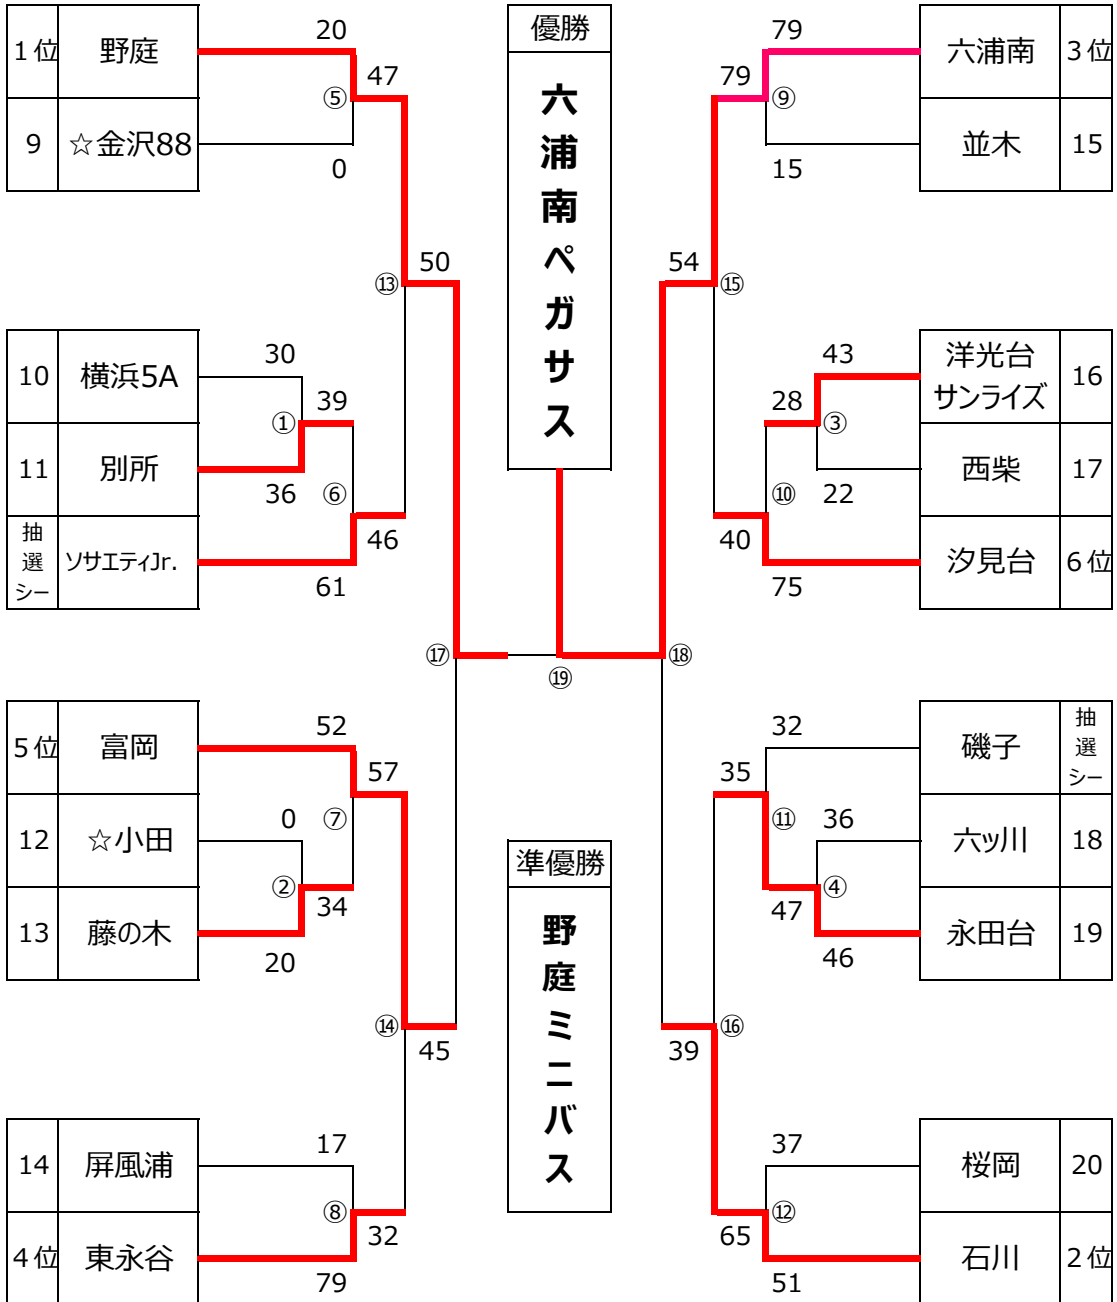 1位 野庭
20
47
⑤
9 ☆金沢88
0
50
⑬
10 横浜5A
30
39
①
11 別所
36
⑥
46
抽選シー ソサエティJr.
61
⑰
5位 富岡
52
57
12 ☆小田
0
⑦
②
34
13 藤の木
20
⑭
45
14 屏風浦
17
⑧
32
4位 東永谷
79
優勝
六浦南ペガサス
⑲
準優勝
野庭ミニバス
79
六浦南 3位
79
⑨
並木 15
15
54
⑮
43
洋光台
サンライズ 16
28
③
西柴 17
22
⑩
40
汐見台 6位
75
⑱
32
磯子 抽選シー
35
⑪
36
六ッ川 18
④
47
永田台 19
46
⑯
39
37
桜岡 20
⑫
65
石川 2位
51